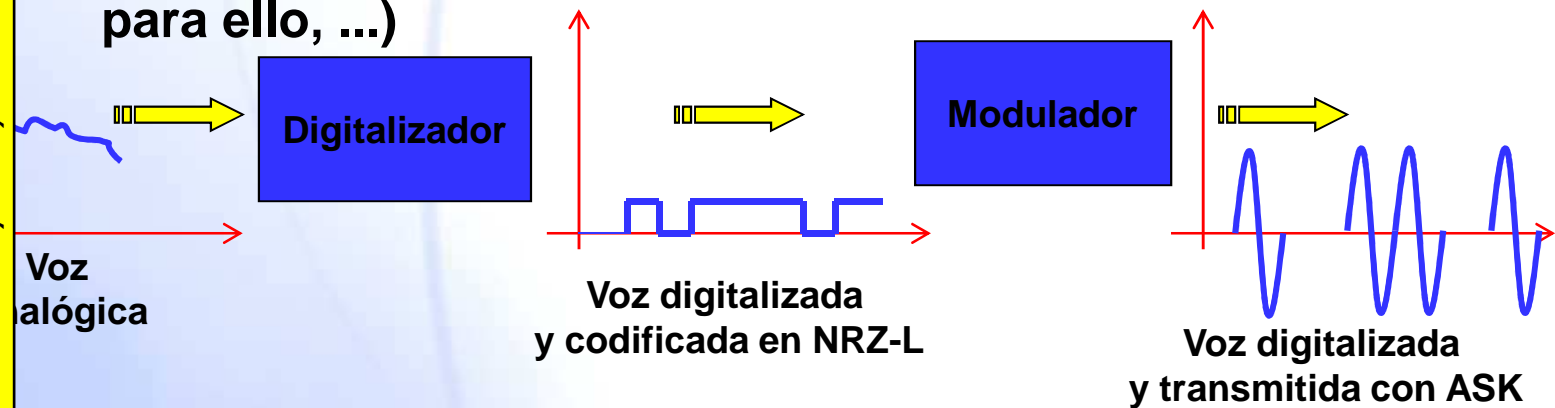 para ello, ...)
Digitalizador
Modulador
Voz
alógica
Voz digitalizada
y codificada en NRZ-L
Voz digitalizada
y transmitida con ASK